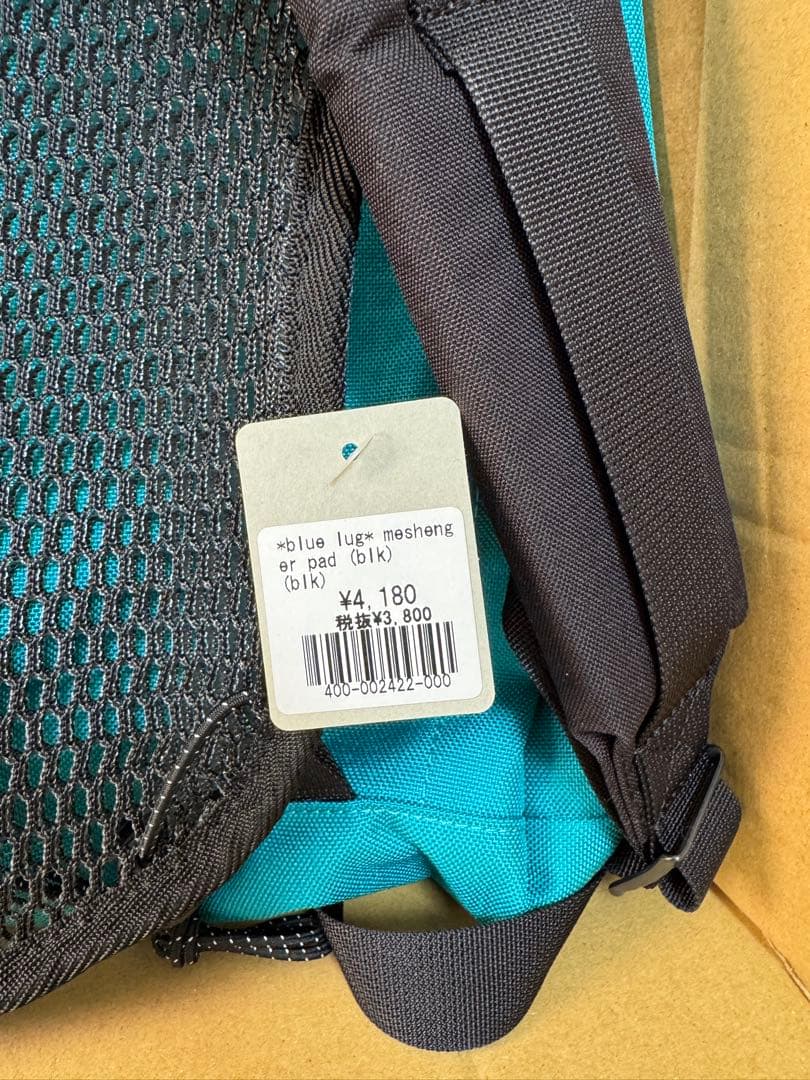 *blue lug* mesheng
er pad (blk)
(blk)
¥4,180
税抜¥3,800
400-002422-000